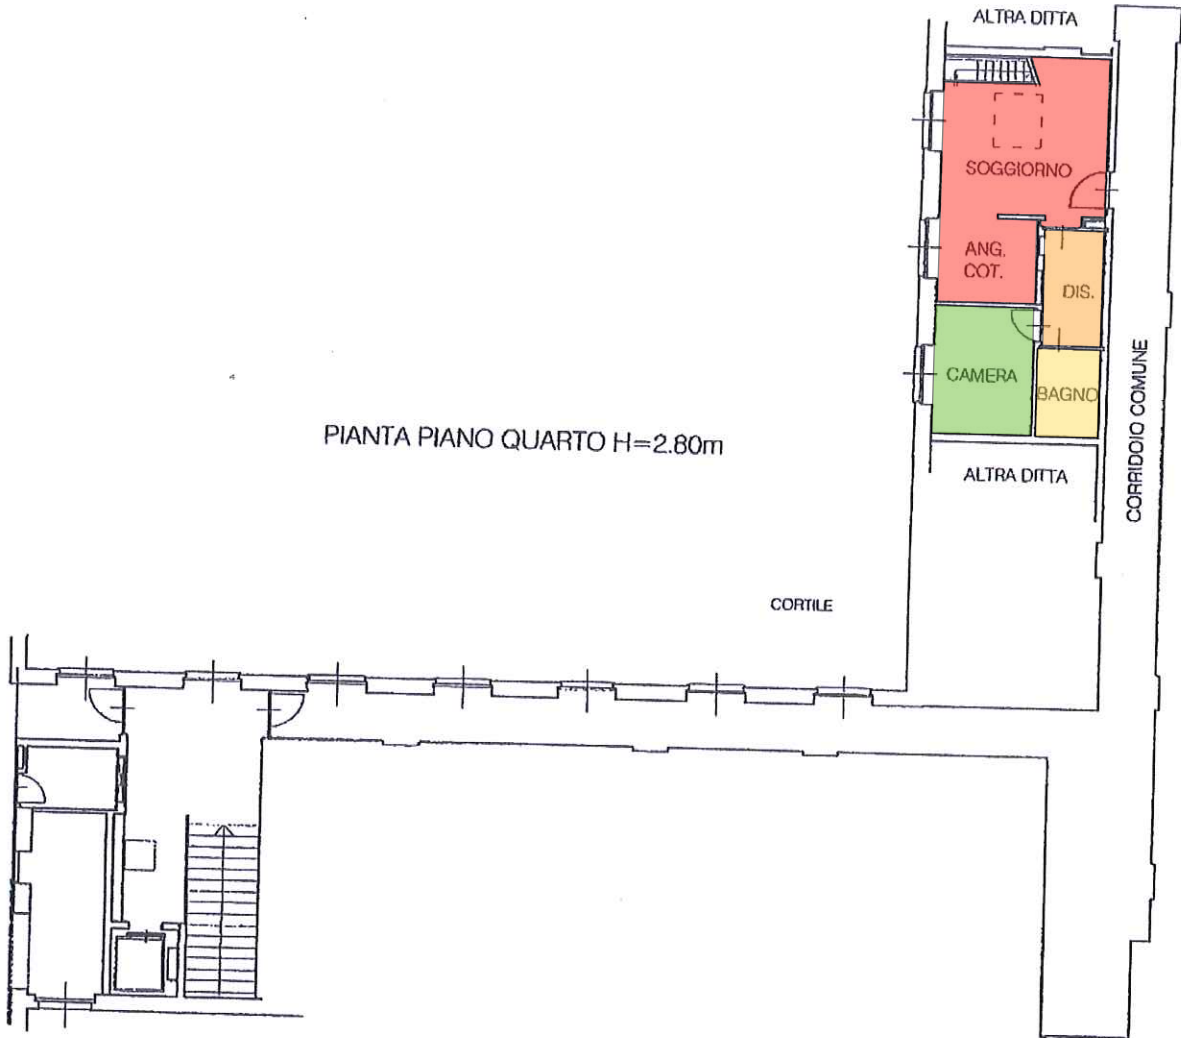 ALTRA DITTA
SOGGIORNO
ANG.
COT.
DIS.
CAMERA
BAGNO
CORRIDOIO COMUNE
PIANTA PIANO QUARTO H=2.80m
ALTRA DITTA
CORTILE